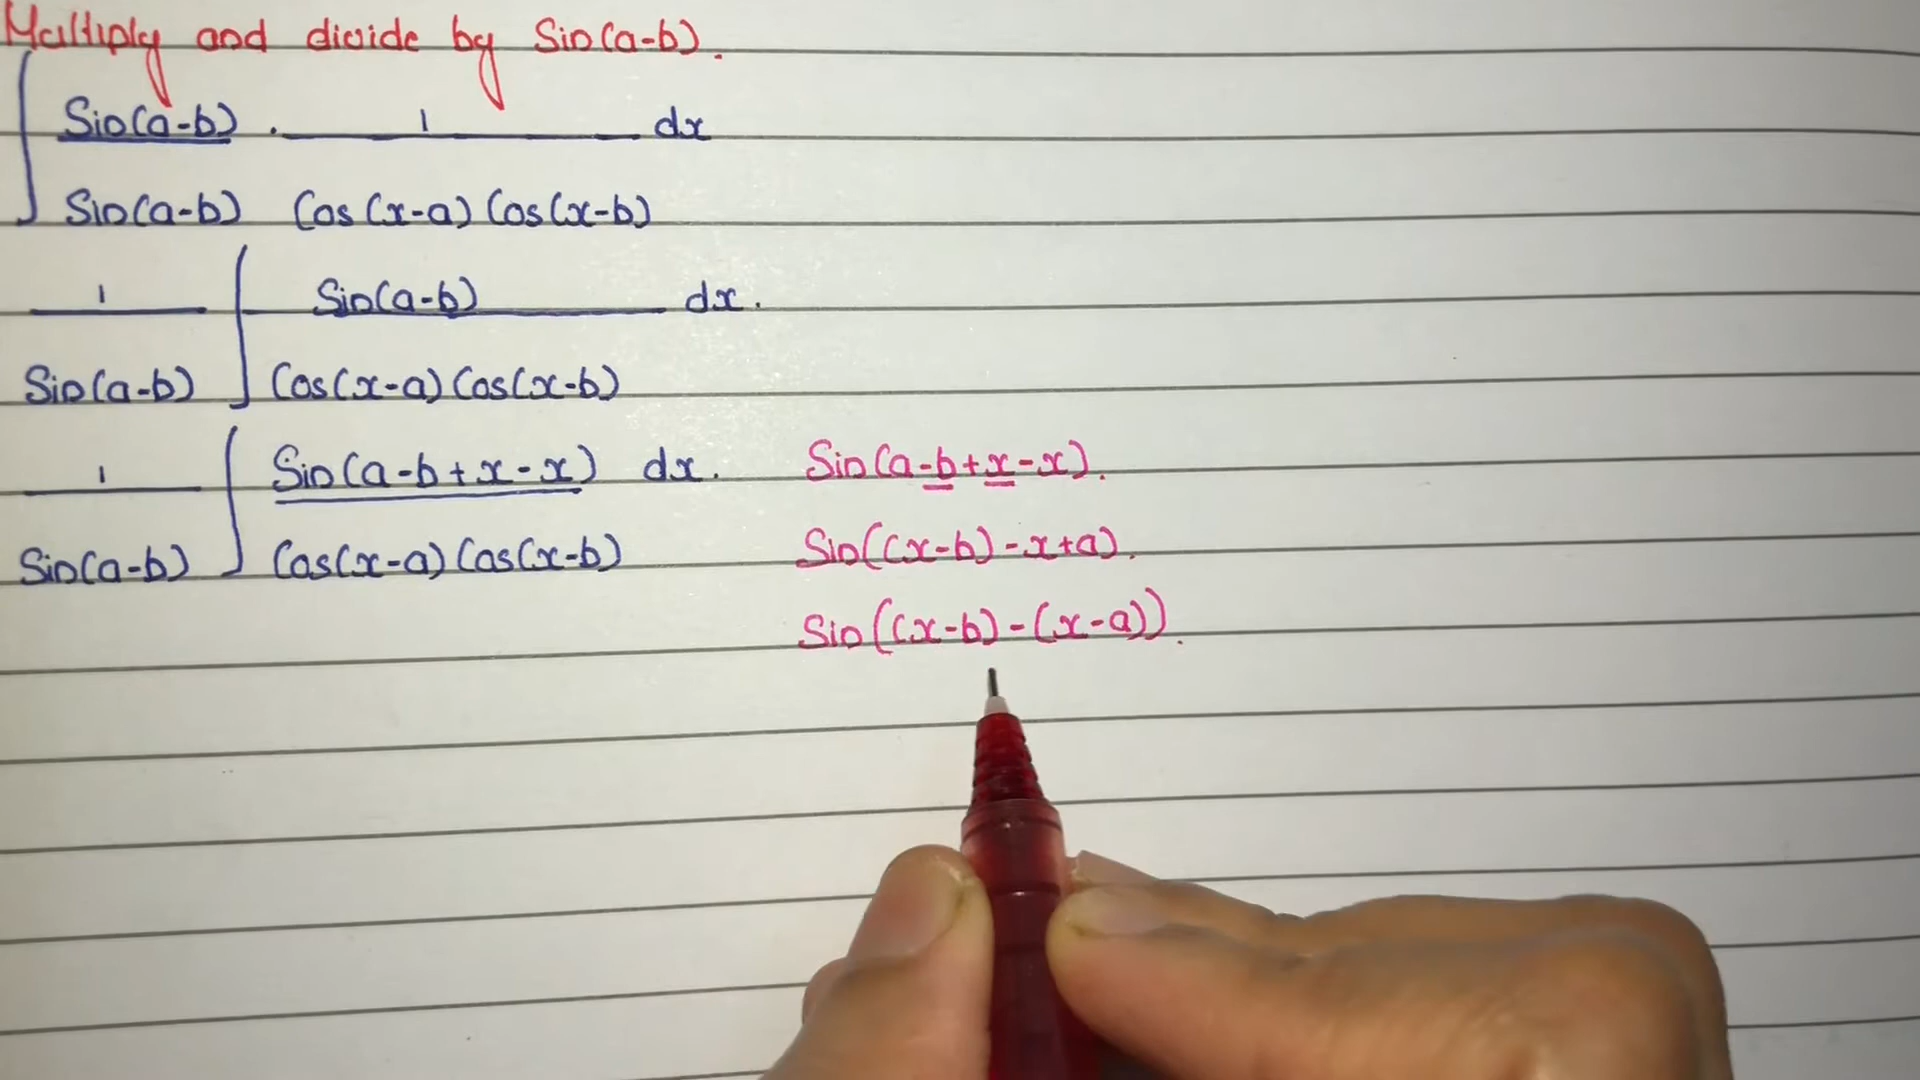 Multiply and divide by Sin(a-b).
∫ Sin(a-b) . 1 dx
Sin(a-b) Cos(x-a) Cos(x-b)
1 ∫ Sin(a-b) dx.
Sin(a-b) Cos(x-a) Cos(x-b)
1 ∫ Sin(a-b+x-x) dx. Sin(a-b+x-x).
Sin((x-b)-x+a).
Sin(a-b) Cos(x-a) Cos(x-b)
Sin((x-b)-(x-a)).